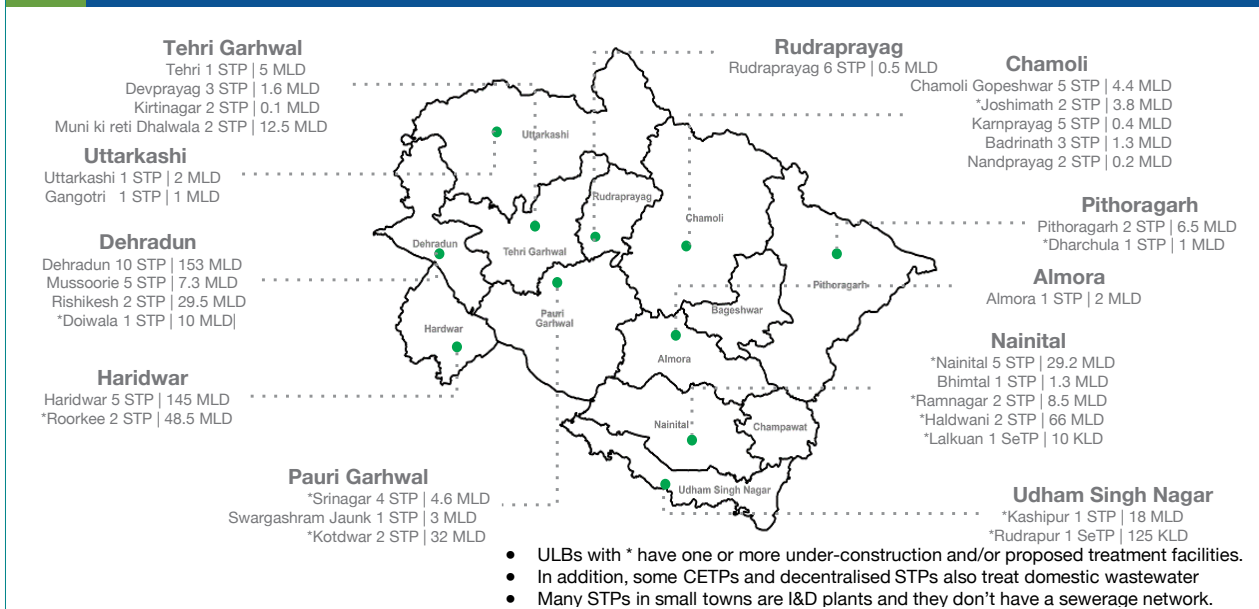 Tehri Garhwal
Tehri 1 STP | 5 MLD
Devprayag 3 STP | 1.6 MLD
Kirtinagar 2 STP | 0.1 MLD
Muni ki reti Dhalwala 2 STP | 12.5 MLD
Uttarkashi
Uttarkashi 1 STP | 2 MLD
Gangotri 1 STP | 1 MLD
Dehradun
Dehradun 10 STP | 153 MLD
Mussoorie 5 STP | 7.3 MLD
Rishikesh 2 STP | 29.5 MLD
*Doiwala 1 STP | 10 MLD|
Haridwar
Haridwar 5 STP | 145 MLD
*Roorkee 2 STP | 48.5 MLD
Pauri Garhwal
*Srinagar 4 STP | 4.6 MLD
Swargashram Jaunk 1 STP | 3 MLD
*Kotdwar 2 STP | 32 MLD
Uttarkashi
Rudraprayag
Chamoli
Dehradun
Tehri Garhwal
Pithoragarh
Bageshwar
Pauri
Garhwal
Hardwar
Almora
Nainital
Champawat
Udham Singh Nagar
Rudraprayag
Rudraprayag 6 STP | 0.5 MLD
Chamoli
Chamoli Gopeshwar 5 STP | 4.4 MLD
*Joshimath 2 STP | 3.8 MLD
Karnprayag 5 STP | 0.4 MLD
Badrinath 3 STP | 1.3 MLD
Nandprayag 2 STP | 0.2 MLD
Pithoragarh
Pithoragarh 2 STP | 6.5 MLD
*Dharchula 1 STP | 1 MLD
Almora
Almora 1 STP | 2 MLD
Nainital
*Nainital 5 STP | 29.2 MLD
Bhimtal 1 STP | 1.3 MLD
*Ramnagar 2 STP | 8.5 MLD
*Haldwani 2 STP | 66 MLD
*Lalkuan 1 SeTP | 10 KLD
Udham Singh Nagar
*Kashipur 1 STP | 18 MLD
*Rudrapur 1 SeTP | 125 KLD
• ULBs with * have one or more under-construction and/or proposed treatment facilities.
• In addition, some CETPs and decentralised STPs also treat domestic wastewater
• Many STPs in small towns are I&D plants and they don't have a sewerage network.